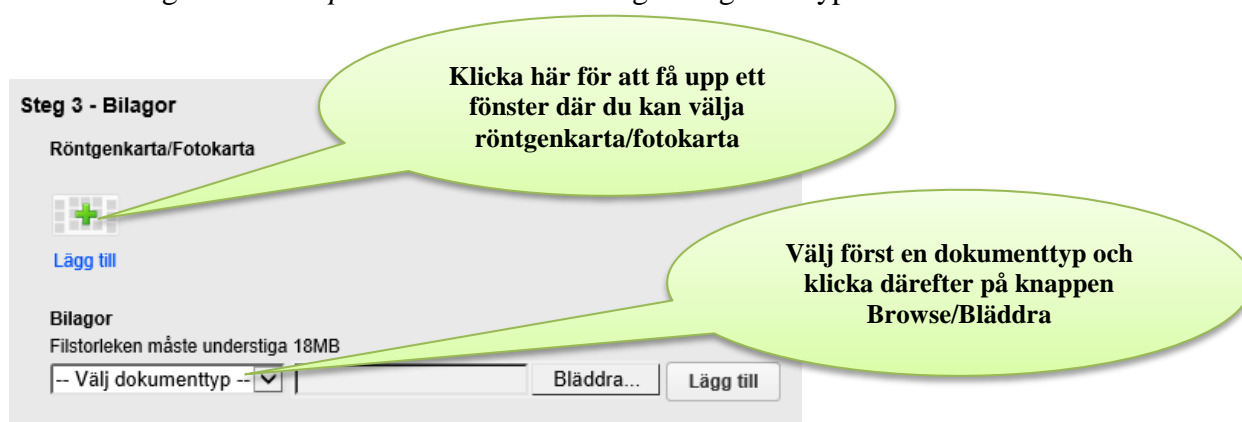 Klicka här för att få upp ett
fönster där du kan välja
röntgenkarta/fotokarta
Steg 3 - Bilagor
Röntgenkarta/Fotokarta
Lägg till
Välj först en dokumenttyp och
klicka därefter på knappen
Browse/Bläddra
Bilagor
Filstorleken måste understiga 18MB
-- Välj dokumenttyp -- Bläddra... Lägg till